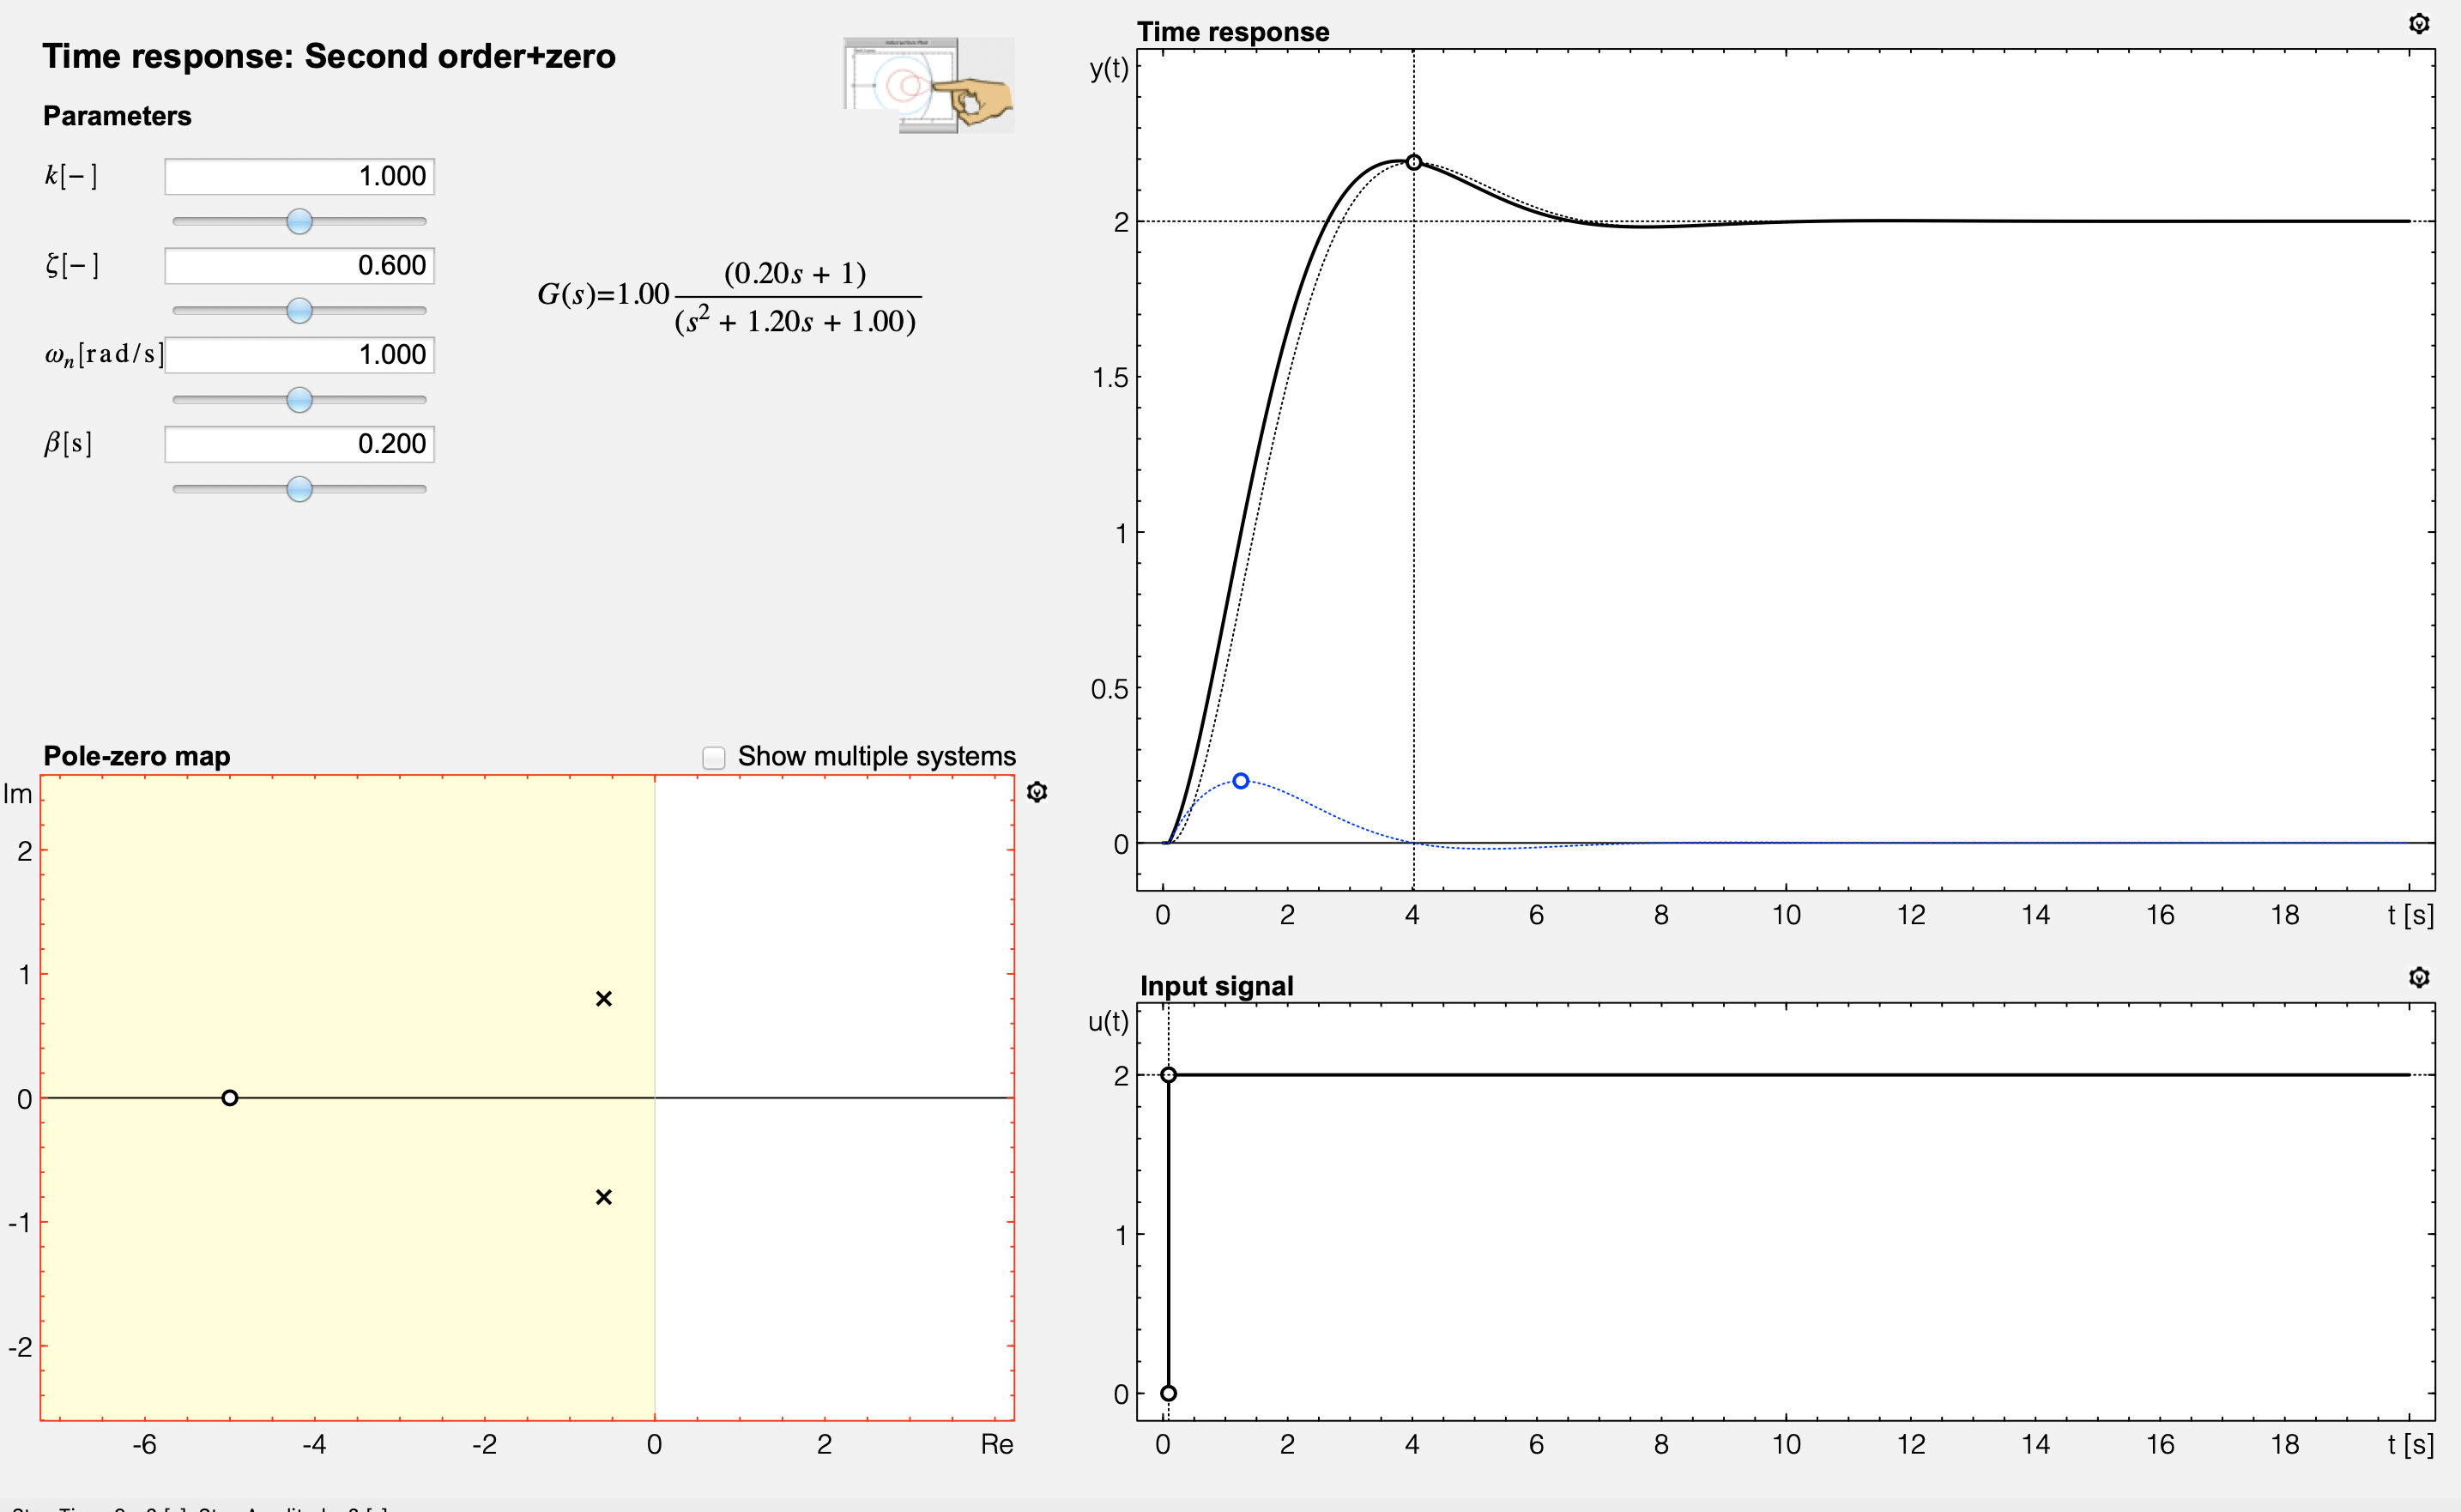 Time response: Second order+zero
Parameters
k[−] 1.000
ζ[−] 0.600
ωn[rad/s] 1.000
β[s] 0.200
G(s)=1.00 (0.20s + 1) / (s² + 1.20s + 1.00)
Pole-zero map
Show multiple systems
Im
2
1
0
-1
-2
-6 -4 -2 0 2 Re
Time response
y(t)
2
1.5
1
0.5
0
0 2 4 6 8 10 12 14 16 18 t [s]
Input signal
u(t)
2
1
0
0 2 4 6 8 10 12 14 16 18 t [s]